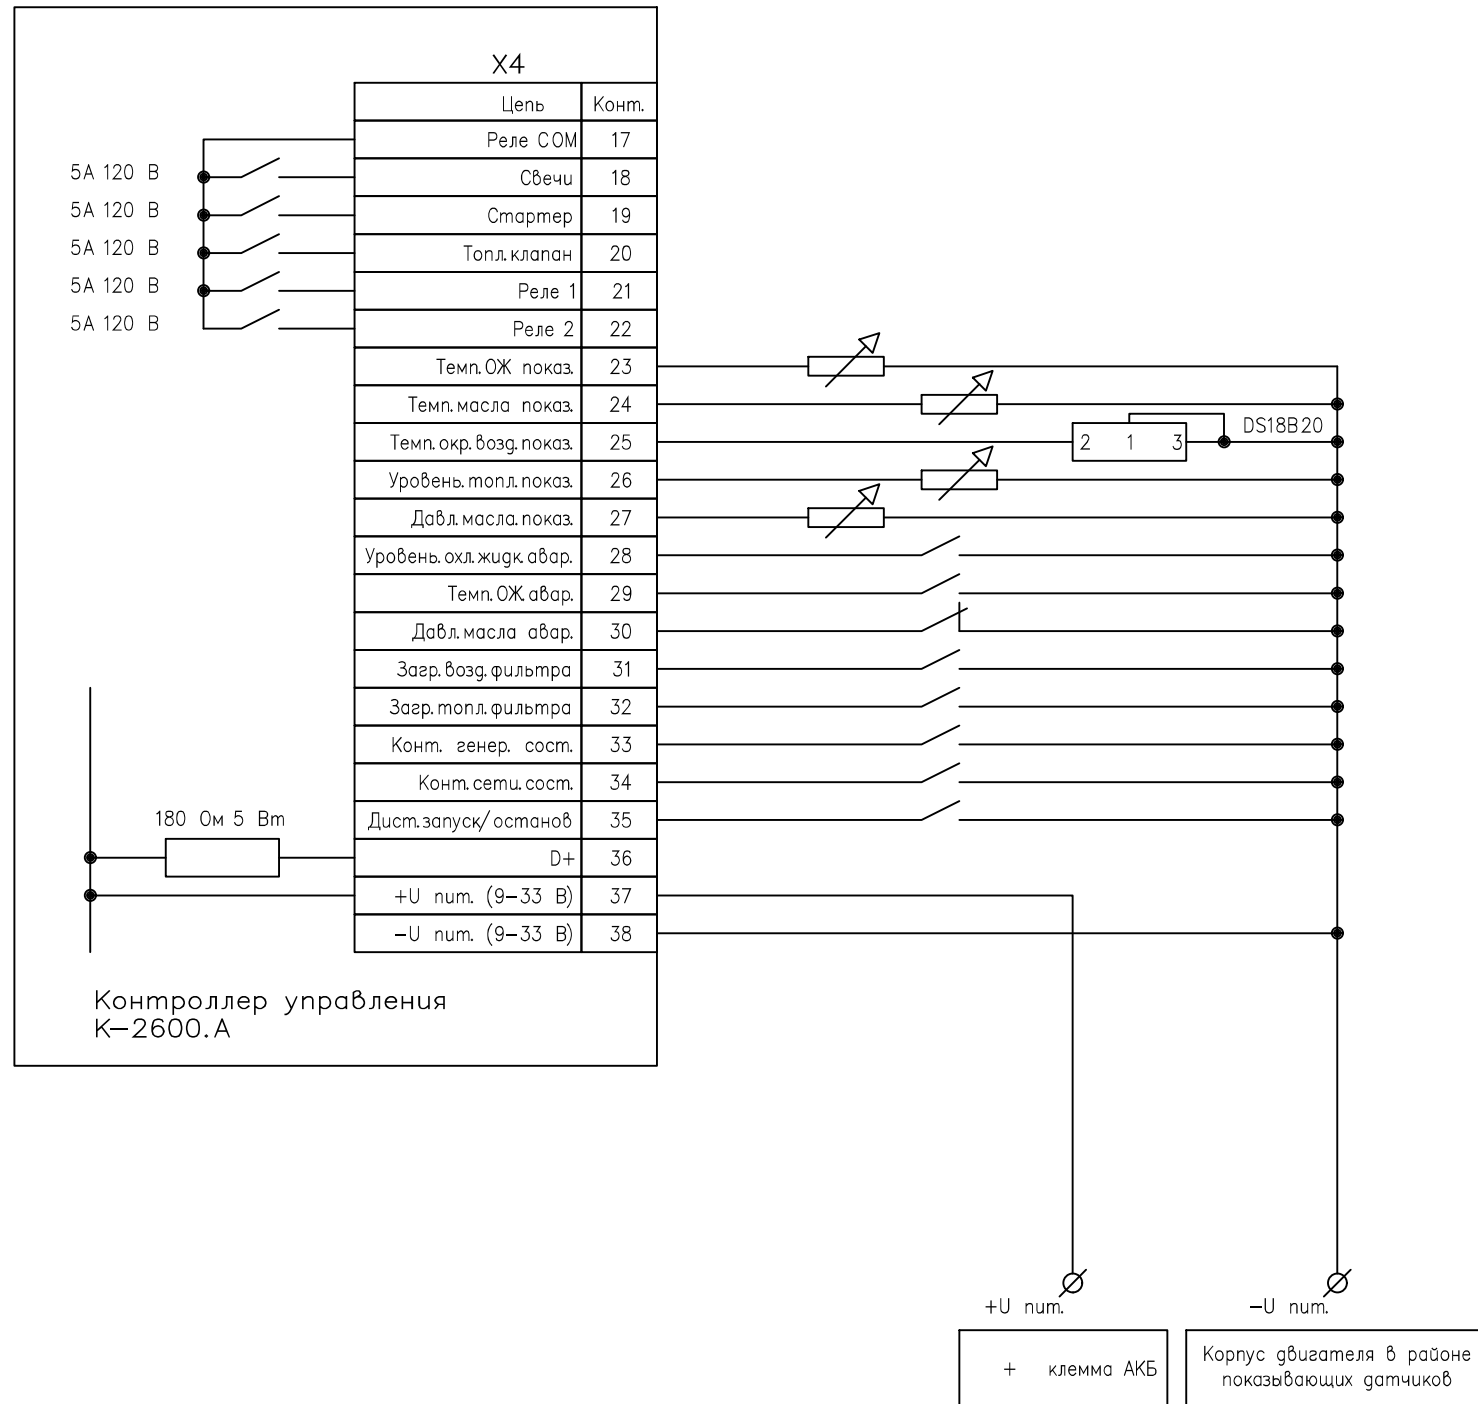 X4
Цепь Конт.
Реле COM 17
5А 120 В Свечи 18
5А 120 В Стартер 19
5А 120 В Топл.клапан 20
5А 120 В Реле 1 21
5А 120 В Реле 2 22
Темп.ОЖ показ. 23
Темп.масла показ. 24
Темп.окр.возд.показ. 25 2 1 3 DS18B20
Уровень.топл.показ. 26
Давл.масла.показ. 27
Уровень.охл.жидк.авар. 28
Темп.ОЖ.авар. 29
Давл.масла авар. 30
Загр.возд.фильтра 31
Загр.топл.фильтра 32
Конт. генер. сост. 33
Конт.сети.сост. 34
180 Ом 5 Вт Дист.запуск/останов 35
D+ 36
+U пит. (9–33 В) 37
–U пит. (9–33 В) 38
Контроллер управления
К–2600.А
+U пит. –U пит.
+ клемма АКБ
Корпус двигателя в районе
показывающих датчиков